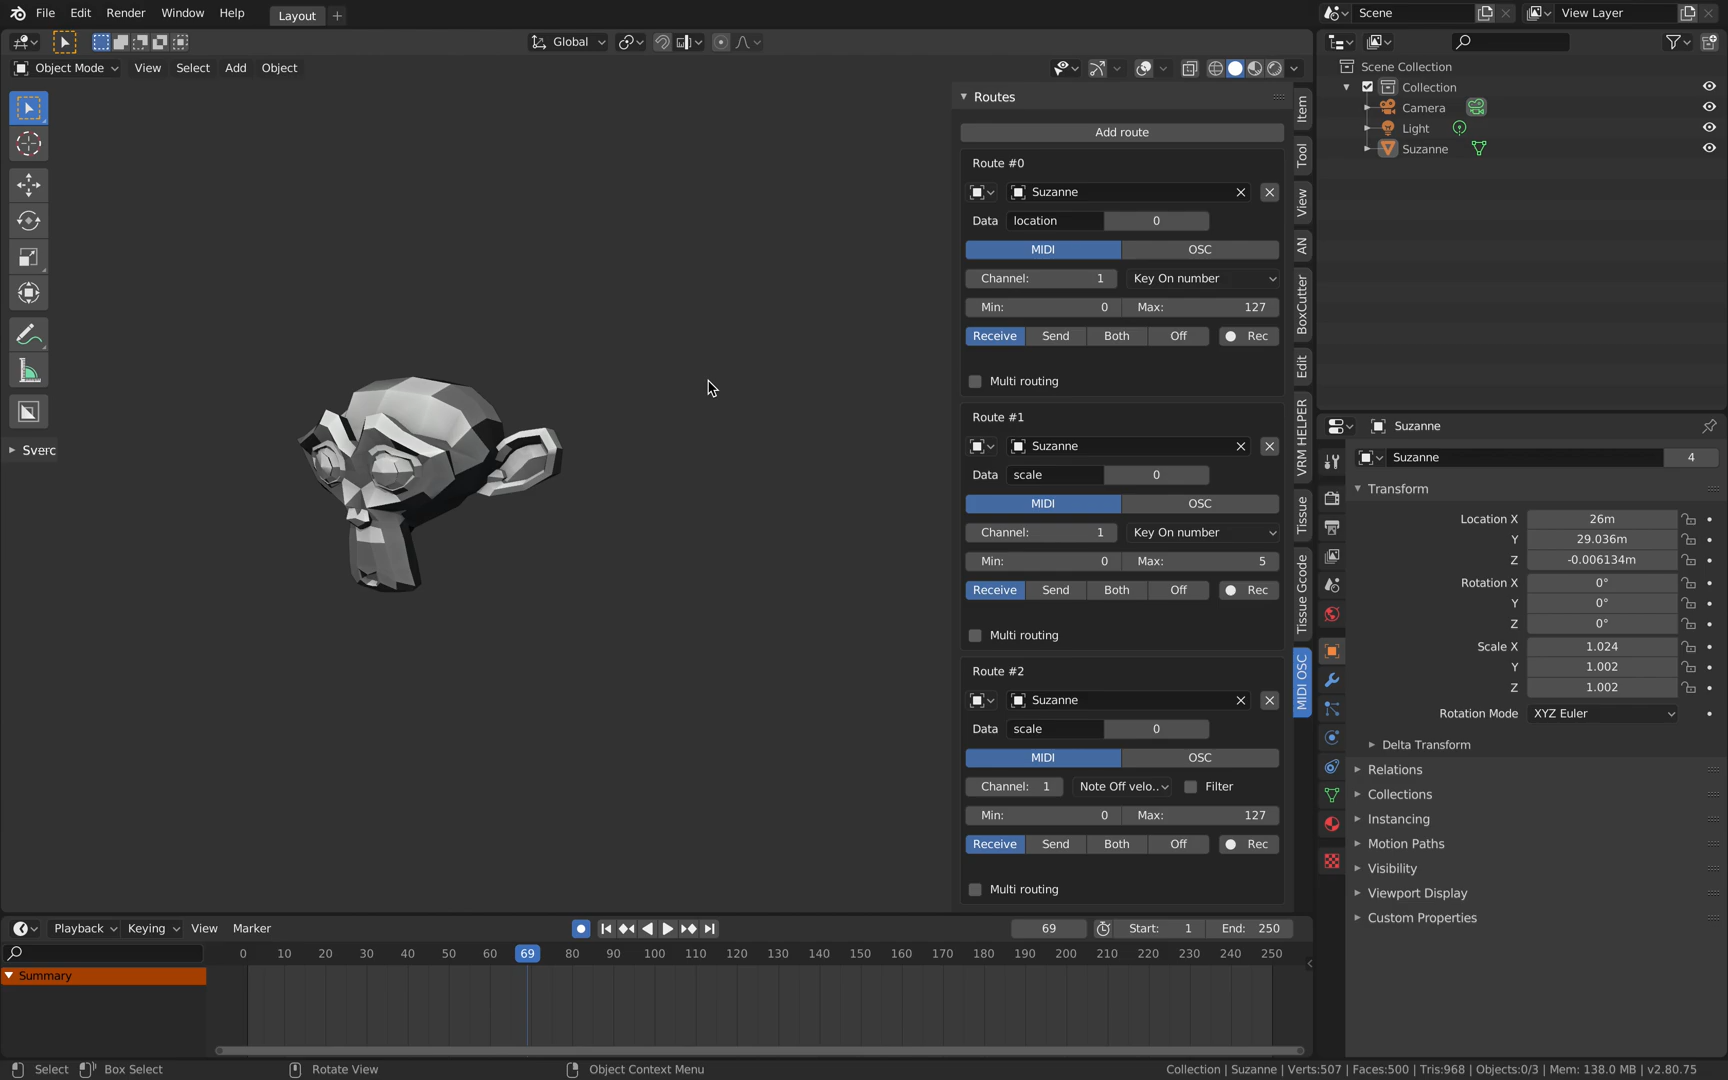 File Edit Render Window Help Layout + Scene View Layer
Global
Object Mode View Select Add Object
Scene Collection
Collection
Camera
Light
Suzanne
Routes
Add route
Route #0
Suzanne
Data location 0
MIDI OSC
Channel: 1 Key On number
Min: 0 Max: 127
Receive Send Both Off Rec
Multi routing
Route #1
Suzanne
Data scale 0
MIDI OSC
Channel: 1 Key On number
Min: 0 Max: 5
Receive Send Both Off Rec
Multi routing
Route #2
Suzanne
Data scale 0
MIDI OSC
Channel: 1 Note Off velo.. Filter
Min: 0 Max: 127
Receive Send Both Off Rec
Multi routing
Item
Tool
View
AN
BoxCutter
Edit
VRM HELPER
Tissue
Tissue Gcode
MIDI OSC
Sverc
Suzanne
Suzanne 4
Transform
Location X 26m
Y 29.036m
Z -0.006134m
Rotation X 0°
Y 0°
Z 0°
Scale X 1.024
Y 1.002
Z 1.002
Rotation Mode XYZ Euler
Delta Transform
Relations
Collections
Instancing
Motion Paths
Visibility
Viewport Display
Custom Properties
Playback Keying View Marker 69 Start: 1 End: 250
0 10 20 30 40 50 60 69 80 90 100 110 120 130 140 150 160 170 180 190 200 210 220 230 240 250
Summary
Select Box Select Rotate View Object Context Menu Collection | Suzanne | Verts:507 | Faces:500 | Tris:968 | Objects:0/3 | Mem: 138.0 MB | v2.80.75